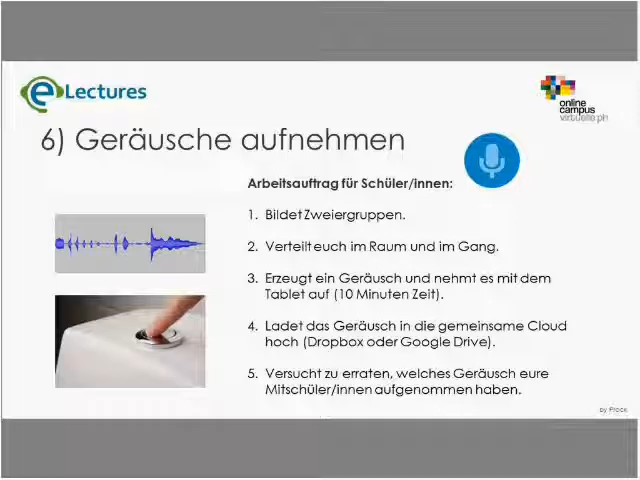 eLectures
online
campus
virtuelle ph
6) Geräusche aufnehmen
Arbeitsauftrag für Schüler/innen:
1. Bildet Zweiergruppen.
2. Verteilt euch im Raum und im Gang.
3. Erzeugt ein Geräusch und nehmt es mit dem
Tablet auf (10 Minuten Zeit).
4. Ladet das Geräusch in die gemeinsame Cloud
hoch (Dropbox oder Google Drive).
5. Versucht zu erraten, welches Geräusch eure
Mitschüler/innen aufgenommen haben.
by